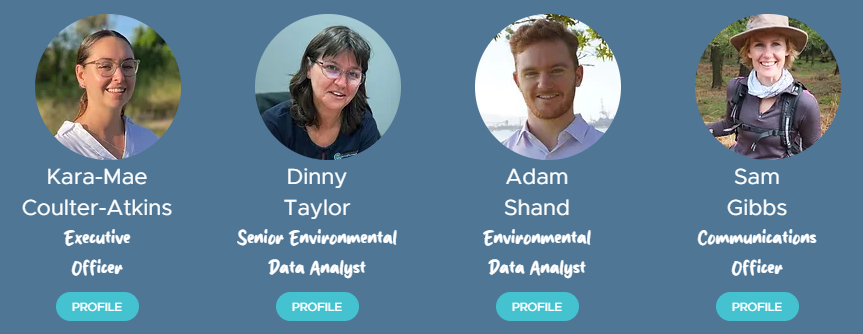 Kara-Mae
Coulter-Atkins
Executive
Officer
PROFILE
Dinny
Taylor
Senior Environmental
Data Analyst
PROFILE
Adam
Shand
Environmental
Data Analyst
PROFILE
Sam
Gibbs
Communications
Officer
PROFILE